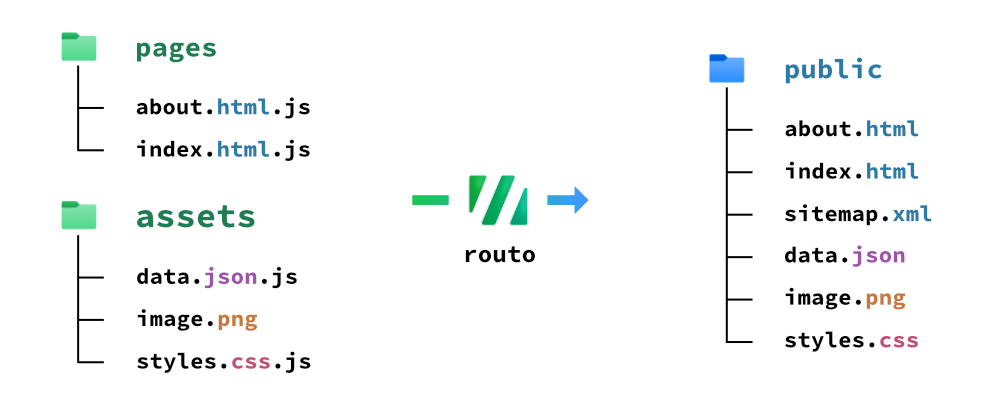 pages
about.html.js
index.html.js
assets
data.json.js
image.png
styles.css.js
routo
public
about.html
index.html
sitemap.xml
data.json
image.png
styles.css